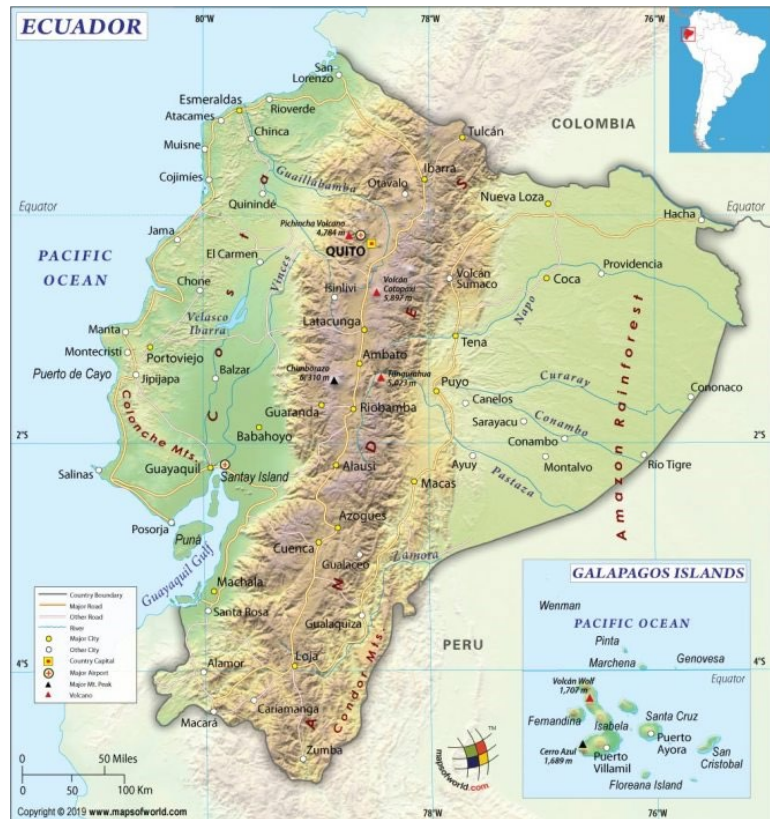 ECUADOR
80°W
78°W
76°W
San
Lorenzo
Esmeraldas
Rioverde
Atacames
Chinca
Tulcán
COLOMBIA
Muisne
Ibarra
Guaillabamba
Otavalo
Cojimíes
Quinindé
Nueva Loza
Equator
Equator
Hacha
Pichincha Volcano
4,784 m
Jama
QUITO
El Carmen
PACIFIC
OCEAN
Vinces
Volcán
Cotopaxi
5,897 m
Volcán
Sumaco
Coca
Providencia
Chone
Isinlivi
Napo
Velasco
Ibarra
Latacunga
Manta
Montecristi
Portoviejo
Tena
Ambato
Puerto de Cayo
Jipijapa
Balzar
Chimborazo
6,310 m
Tungurahua
5,023 m
Puyo
Curaray
Cononaco
Canelos
Colonche Mts.
Guaranda
Riobamba
Sarayacu
Conambo
Babahoyo
2°S
2°S
Conambo
Guayaquil
Santay Island
Alausí
Ayuy
Montalvo
Río Tigre
Salinas
Macas
Pastaza
Amazon Rainforest
Costa
ANDES
Posorja
Puná
Azogues
Cuenca
Gualaceo
Zamora
Guayaquil Gulf
Machala
Santa Rosa
Gualaquiza
PERU
Condor Mts.
4°S
4°S
Alamor
Loja
Cariamanga
Macará
Zumba
Country Boundary
Major Road
Other Road
River
Major City
Other City
Country Capital
Major Airport
Major Mt. Peak
Volcano
GALAPAGOS ISLANDS
Wenman
PACIFIC OCEAN
Pinta
Marchena
Genovesa
Equator
Volcán Wolf
1,707 m
Fernandina
Isabela
Santa Cruz
Puerto
Ayora
Cerro Azul
1,689 m
Puerto
Villamil
San
Cristobal
Floreana Island
0 50 Miles
0 50 100 Km
TM
mapsofworld.com
78°W
76°W
Copyright © 2019 www.mapsofworld.com